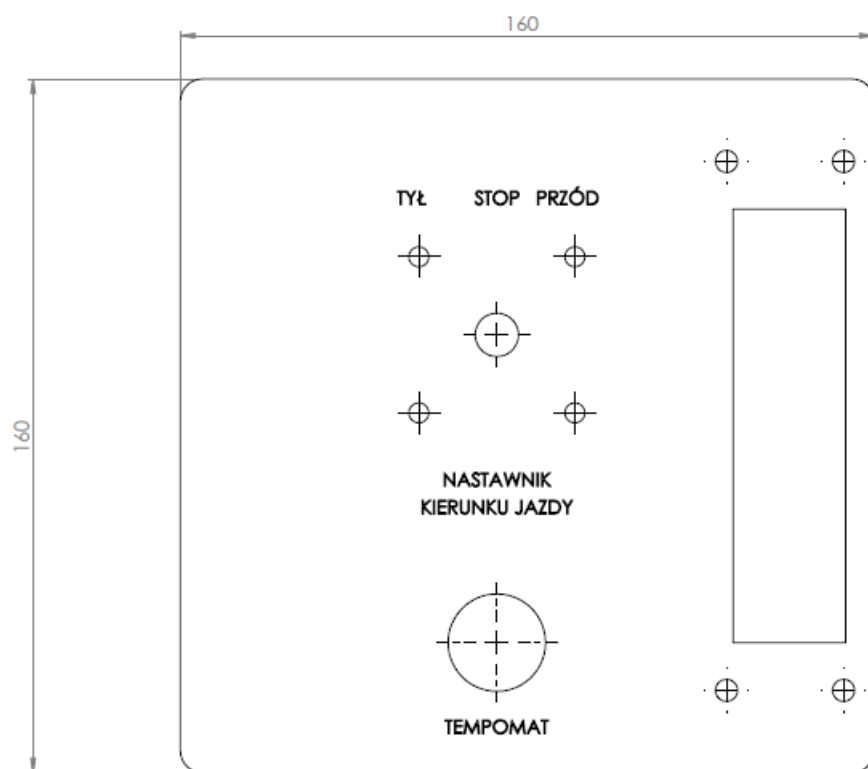 160
TYŁ STOP PRZÓD
160
NASTAWNIK
KIERUNKU JAZDY
TEMPOMAT